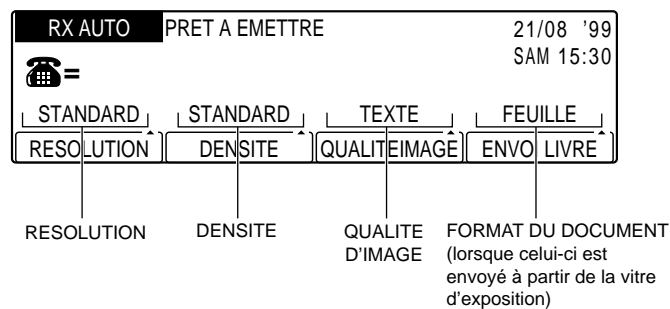 RX AUTO PRET A EMETTRE 21/08 '99
SAM 15:30
=
STANDARD STANDARD TEXTE FEUILLE
RESOLUTION DENSITE QUALITEIMAGE ENVOI LIVRE
RESOLUTION DENSITE QUALITE FORMAT DU DOCUMENT
D'IMAGE (lorsque celui-ci est
envoyé à partir de la vitre
d'exposition)